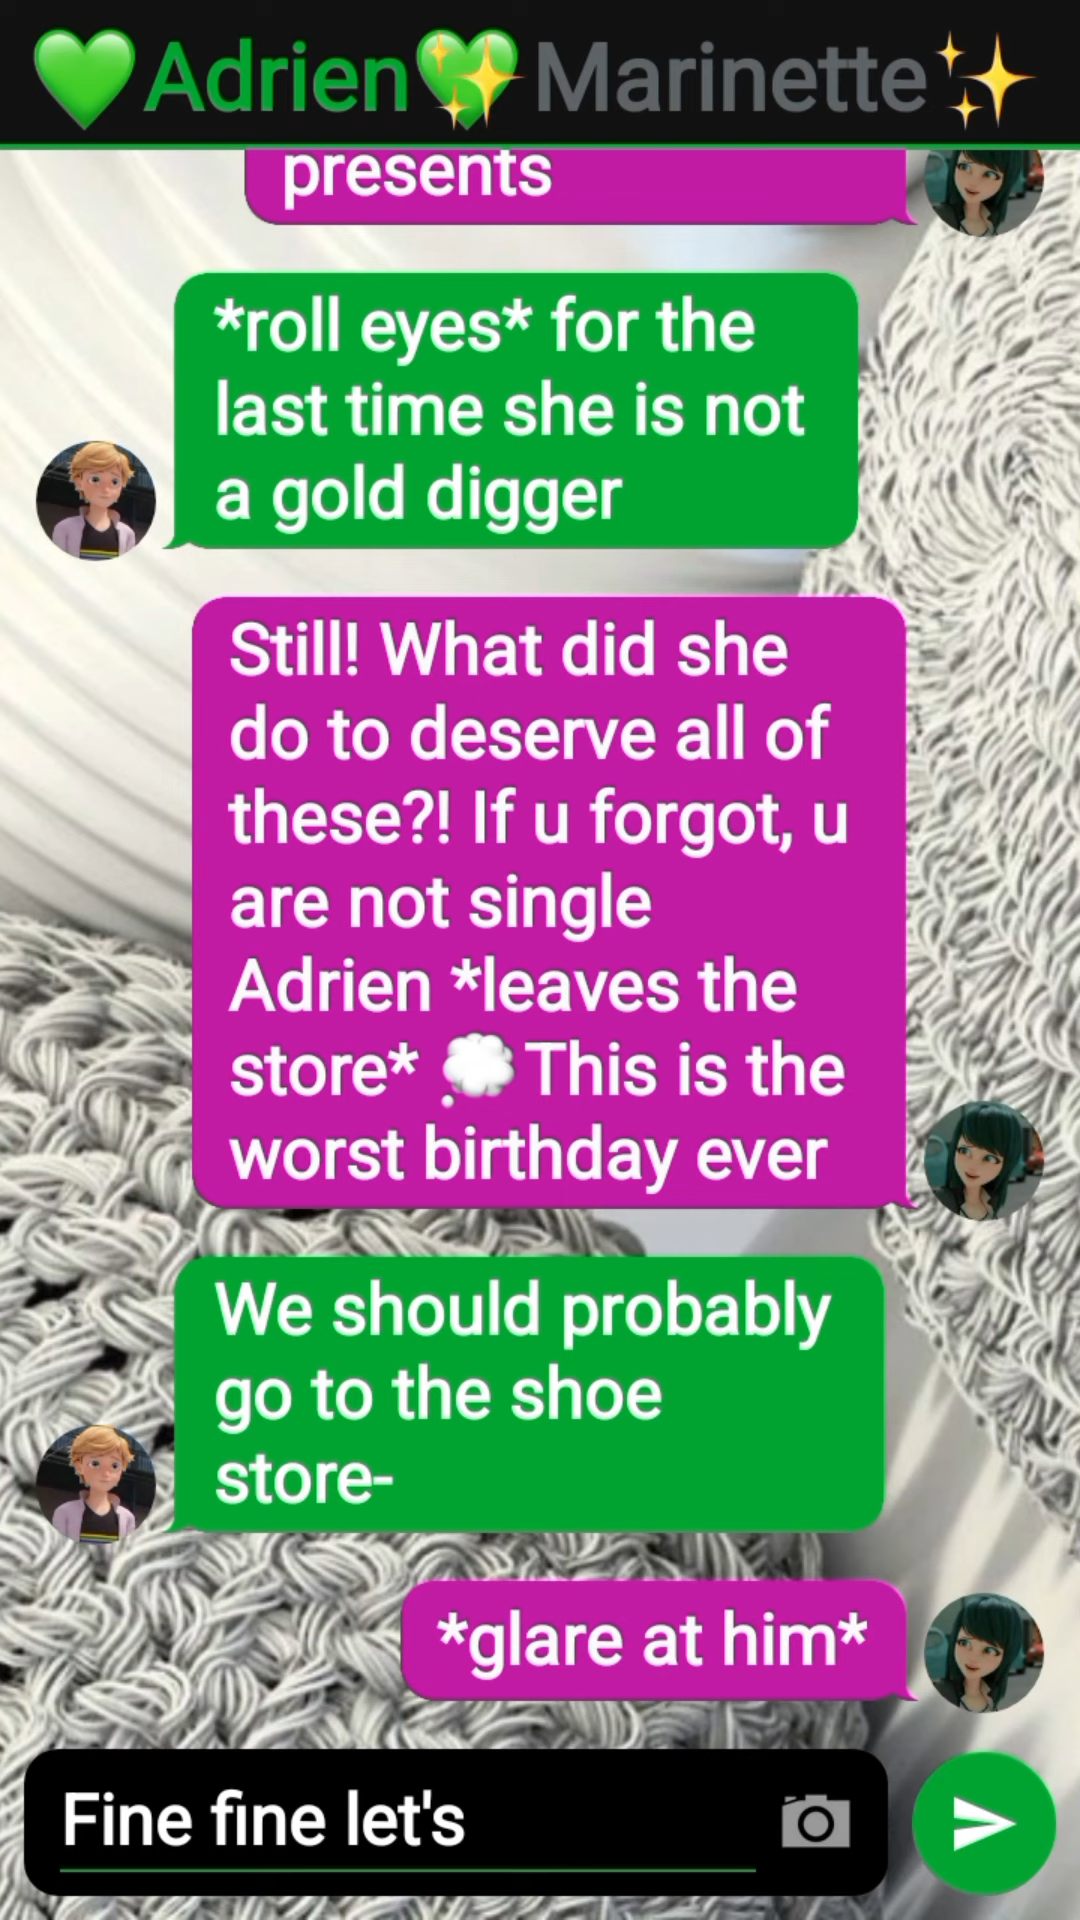 💚Adrien💚✨Marinette✨
presents
*roll eyes* for the
last time she is not
a gold digger
Still! What did she
do to deserve all of
these?! If u forgot, u
are not single
Adrien *leaves the
store* 💭This is the
worst birthday ever
We should probably
go to the shoe
store-
*glare at him*
Fine fine let's